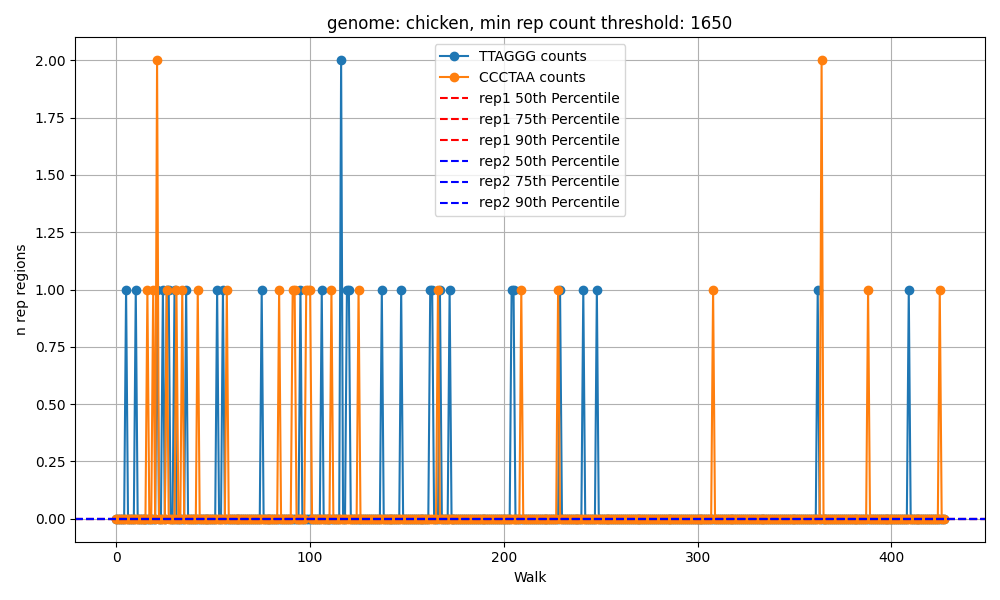 genome: chicken, min rep count threshold: 1650
TTAGGG counts
CCCTAA counts
rep1 50th Percentile
rep1 75th Percentile
rep1 90th Percentile
rep2 50th Percentile
rep2 75th Percentile
rep2 90th Percentile
n rep regions
2.00
1.75
1.50
1.25
1.00
0.75
0.50
0.25
0.00
0
100
200
300
400
Walk